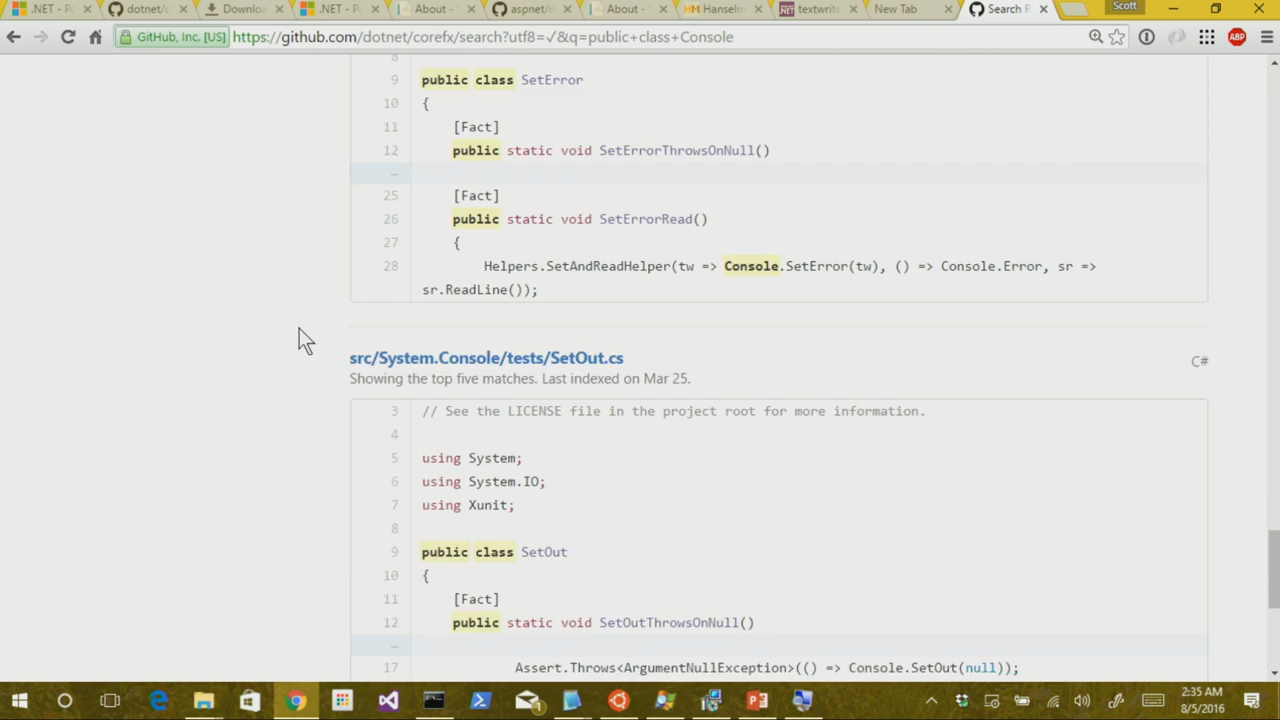 .NET - P
dotnet/c
Downloa
.NET - P
About -
aspnet/c
About -
HM Hanselm
textwrite
New Tab
Search R
Scott
GitHub, Inc. [US] https://github.com/dotnet/corefx/search?utf8=✓&q=public+class+Console
ABP
8
9 public class SetError
10 {
11 [Fact]
12 public static void SetErrorThrowsOnNull()
…
25 [Fact]
26 public static void SetErrorRead()
27 {
28 Helpers.SetAndReadHelper(tw => Console.SetError(tw), () => Console.Error, sr =>
sr.ReadLine());
src/System.Console/tests/SetOut.cs
C#
Showing the top five matches. Last indexed on Mar 25.
3 // See the LICENSE file in the project root for more information.
4
5 using System;
6 using System.IO;
7 using Xunit;
8
9 public class SetOut
10 {
11 [Fact]
12 public static void SetOutThrowsOnNull()
…
17 Assert.Throws<ArgumentNullException>(() => Console.SetOut(null));
2:35 AM
8/5/2016